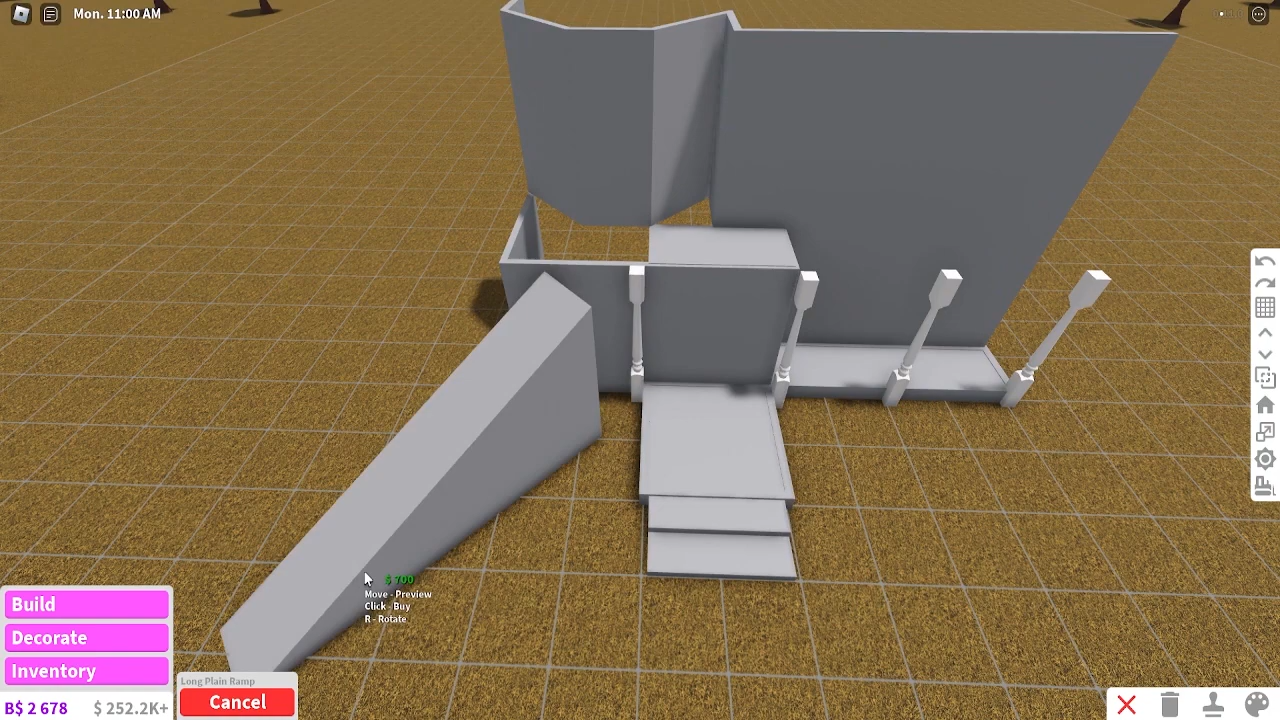 Mon. 11:00 AM
$ 700
Move - Preview
Click - Buy
R - Rotate
Build
Decorate
Inventory
Long Plain Ramp
Cancel
B$ 2 678 $ 252.2K+